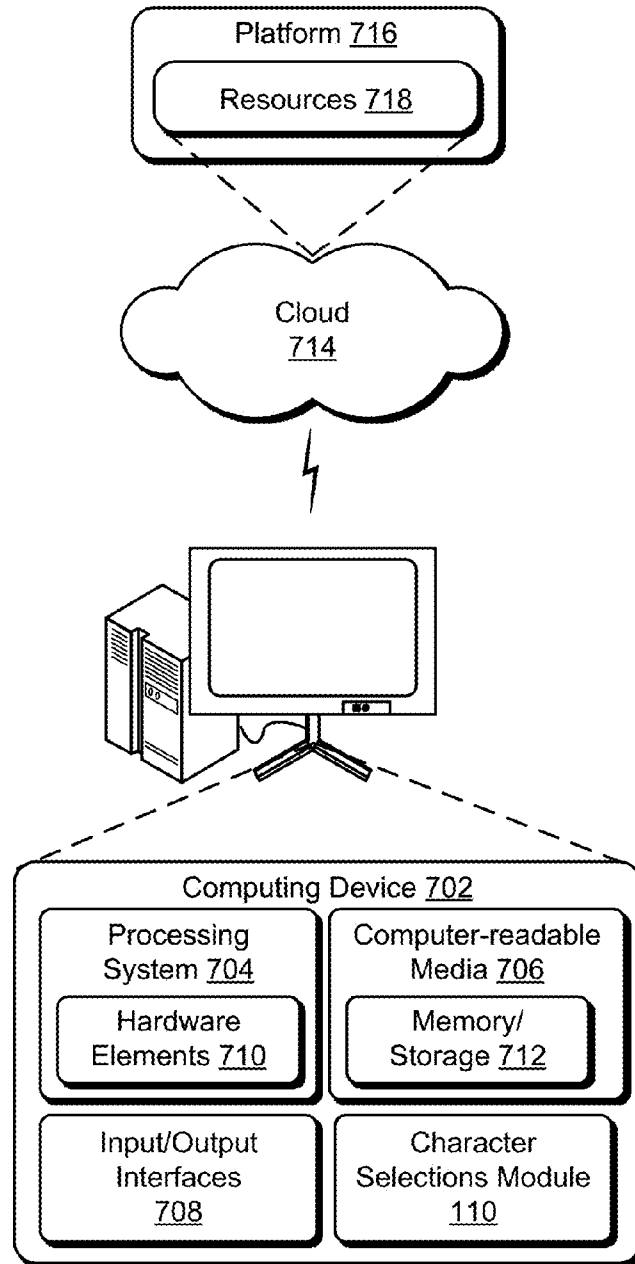 Platform 716
Resources 718
Cloud
714
Computing Device 702
Processing
System 704
Hardware
Elements 710
Computer-readable
Media 706
Memory/
Storage 712
Input/Output
Interfaces
708
Character
Selections Module
110